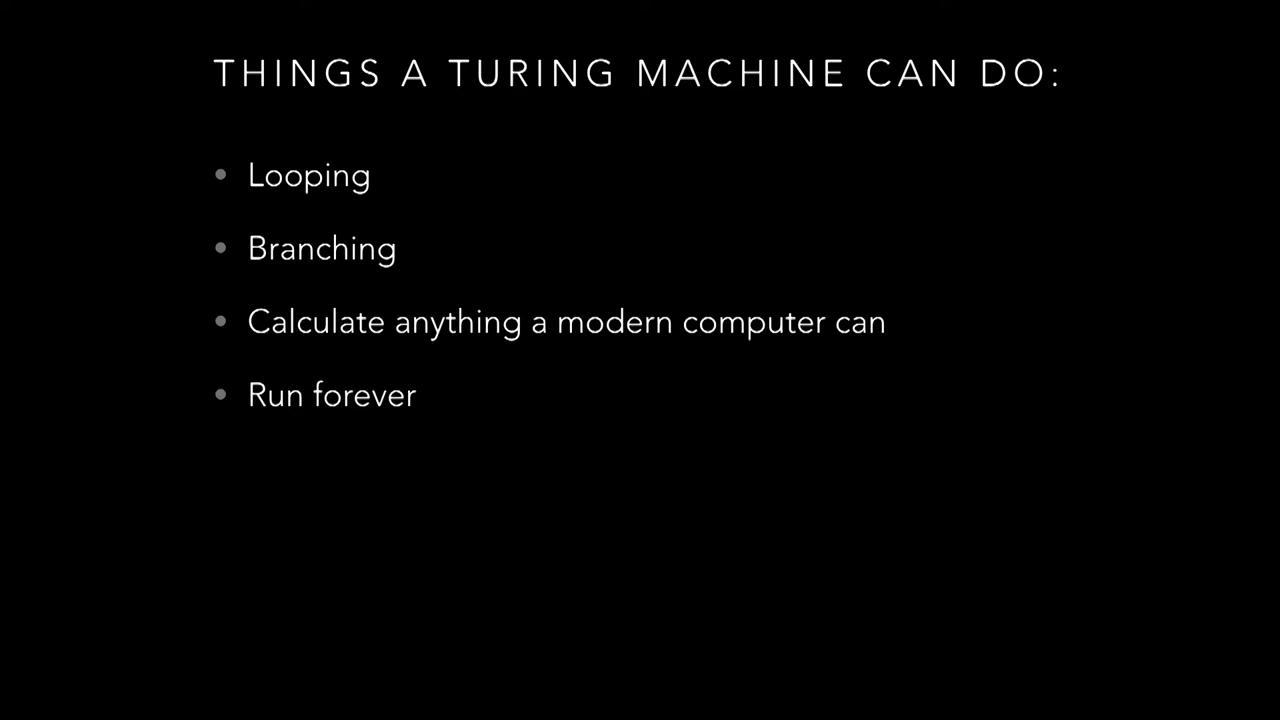 THINGS A TURING MACHINE CAN DO:
• Looping
• Branching
• Calculate anything a modern computer can
• Run forever